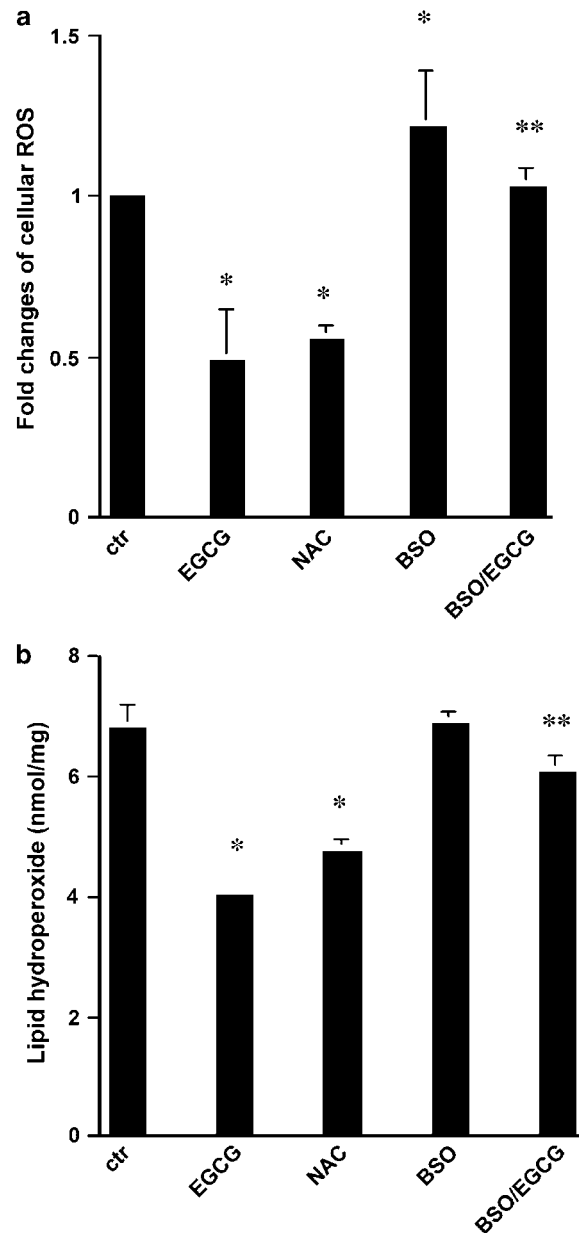 a
Fold changes of cellular ROS
1.5
1
0.5
0
*
*
*
**
ctr
EGCG
NAC
BSO
BSO/EGCG
b
Lipid hydroperoxide (nmol/mg)
8
6
4
2
0
*
*
**
ctr
EGCG
NAC
BSO
BSO/EGCG